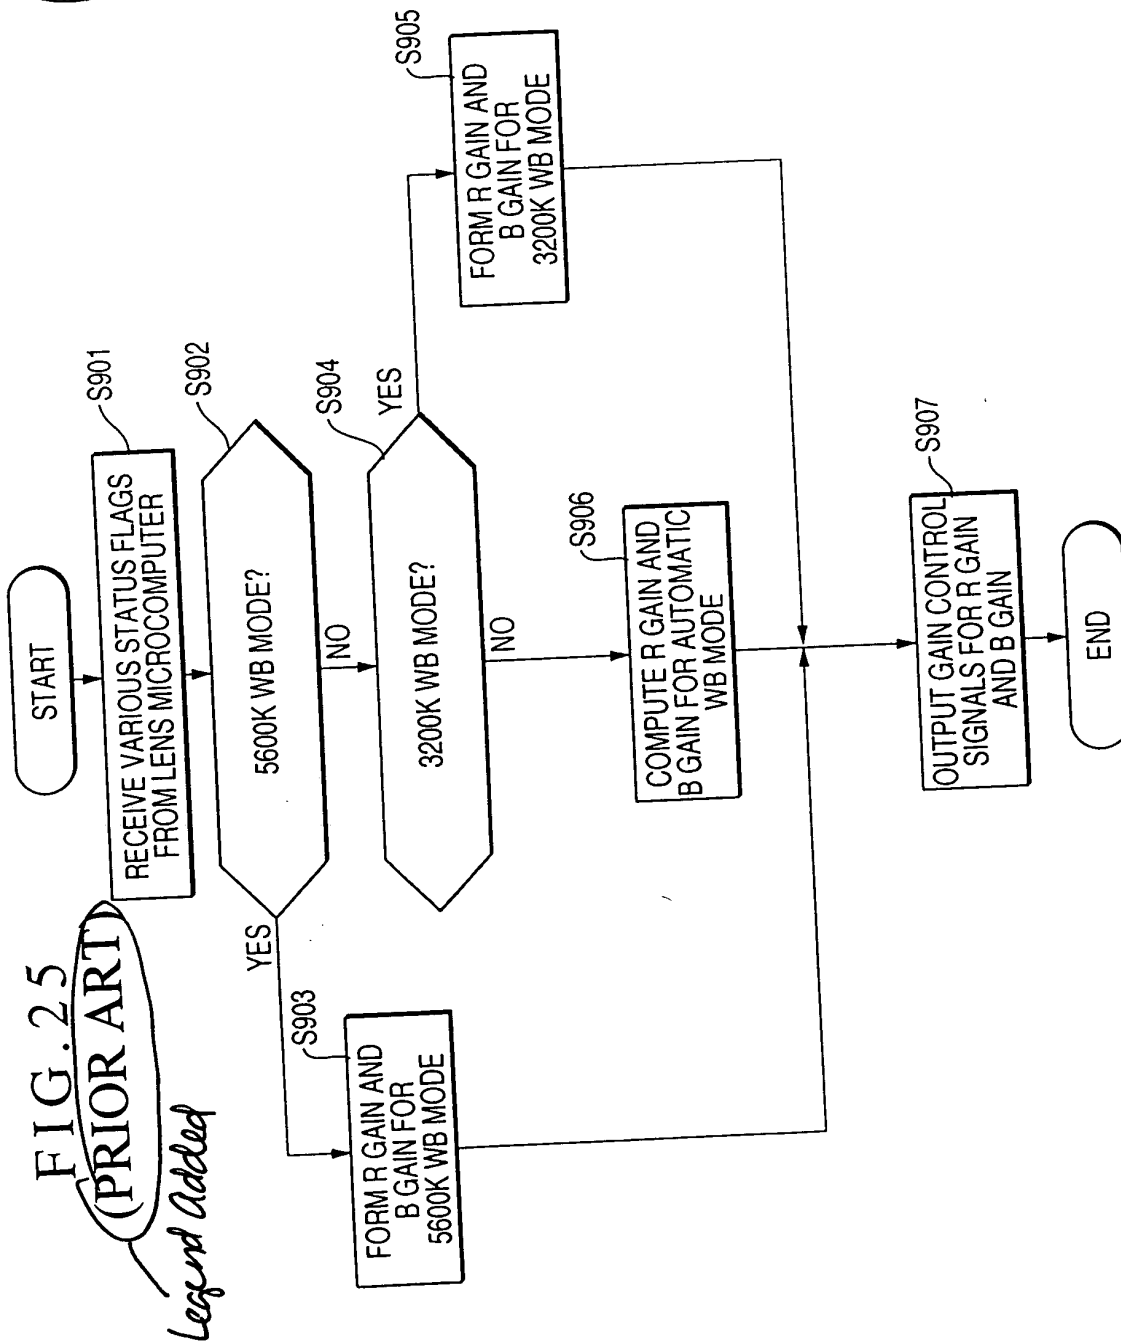 FIG.25
(PRIOR ART)
Legend Added
START
S901
RECEIVE VARIOUS STATUS FLAGS
FROM LENS MICROCOMPUTER
S902
5600K WB MODE?
YES
NO
S903
FORM R GAIN AND
B GAIN FOR
5600K WB MODE
S904
3200K WB MODE?
YES
NO
S905
FORM R GAIN AND
B GAIN FOR
3200K WB MODE
S906
COMPUTE R GAIN AND
B GAIN FOR AUTOMATIC
WB MODE
S907
OUTPUT GAIN CONTROL
SIGNALS FOR R GAIN
AND B GAIN
END